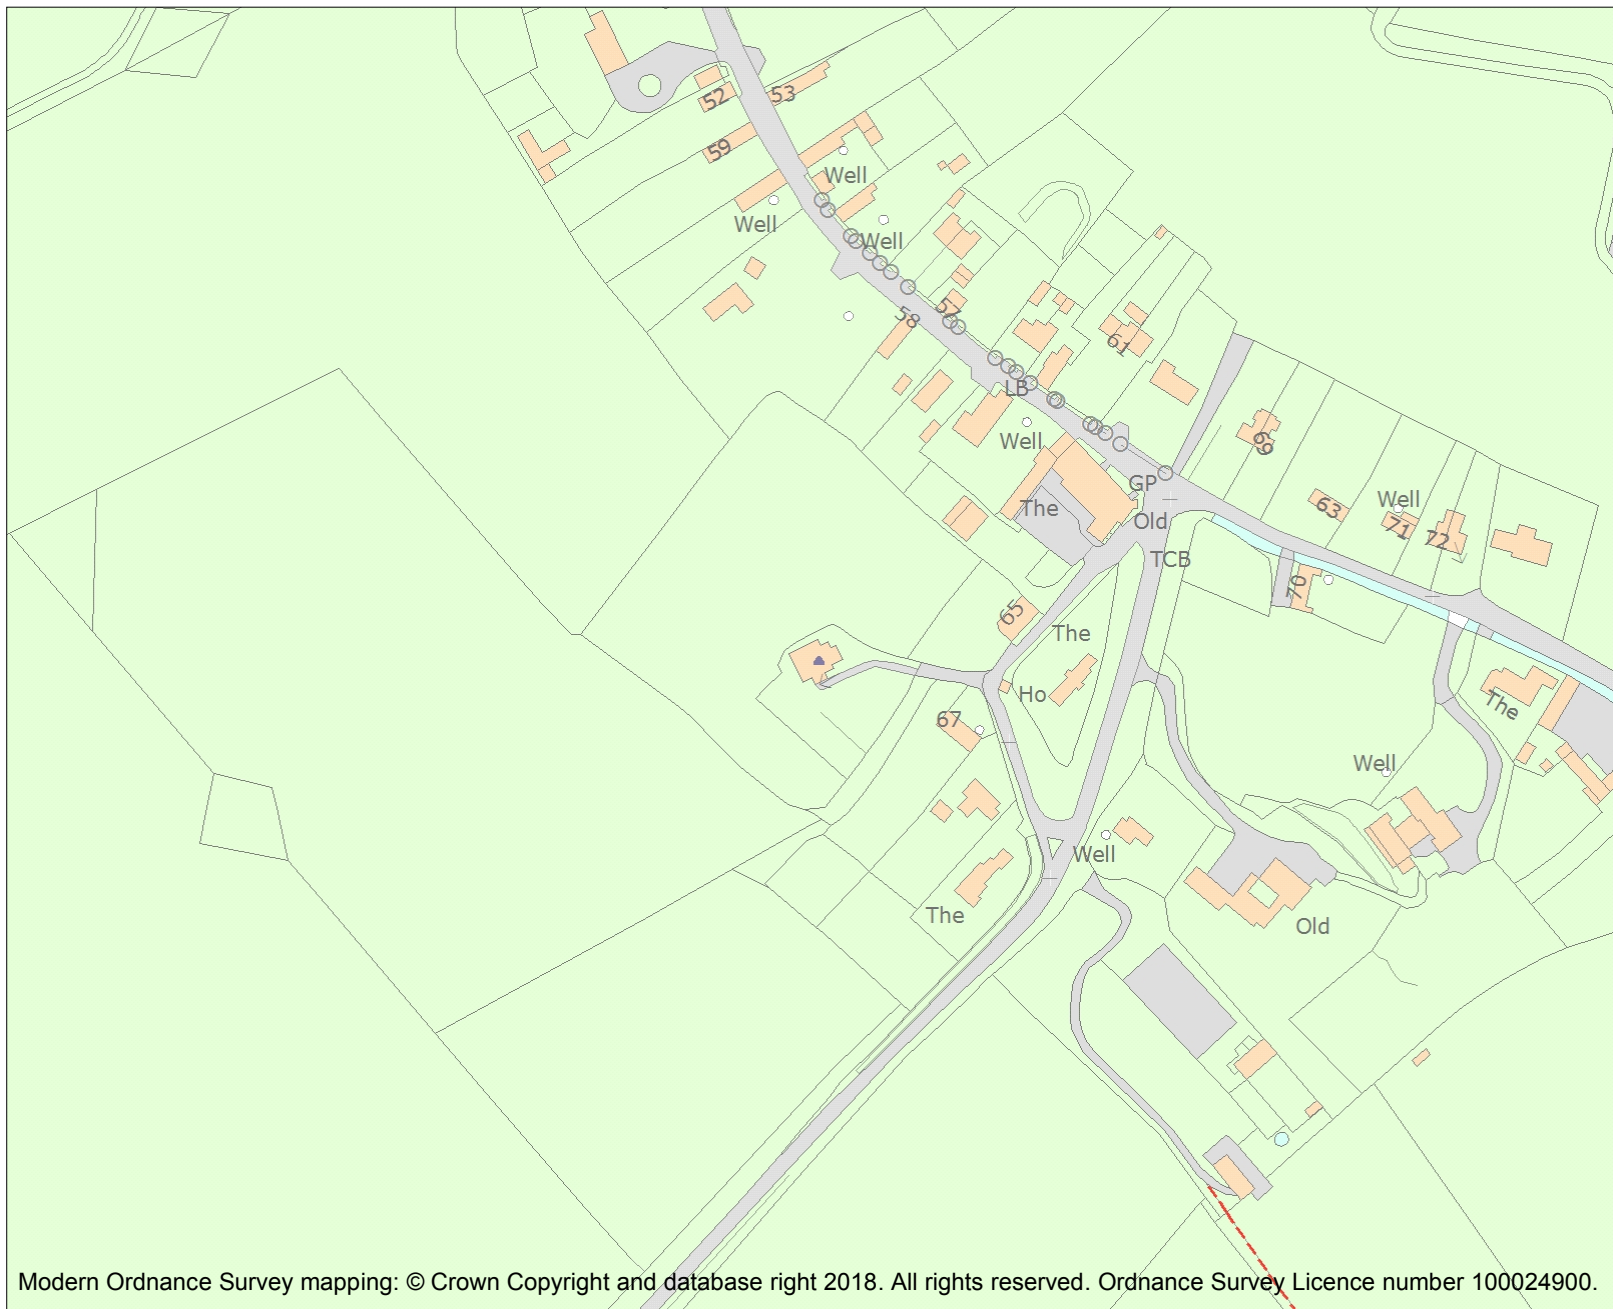 52
53
59
Well
Well
Well
57
58
61
LB
Well
69
GP
The
Old
63
Well
71
72
TCB
70
65
The
Ho
67
The
Well
Well
The
Old
Modern Ordnance Survey mapping: © Crown Copyright and database right 2018. All rights reserved. Ordnance Survey Licence number 100024900.